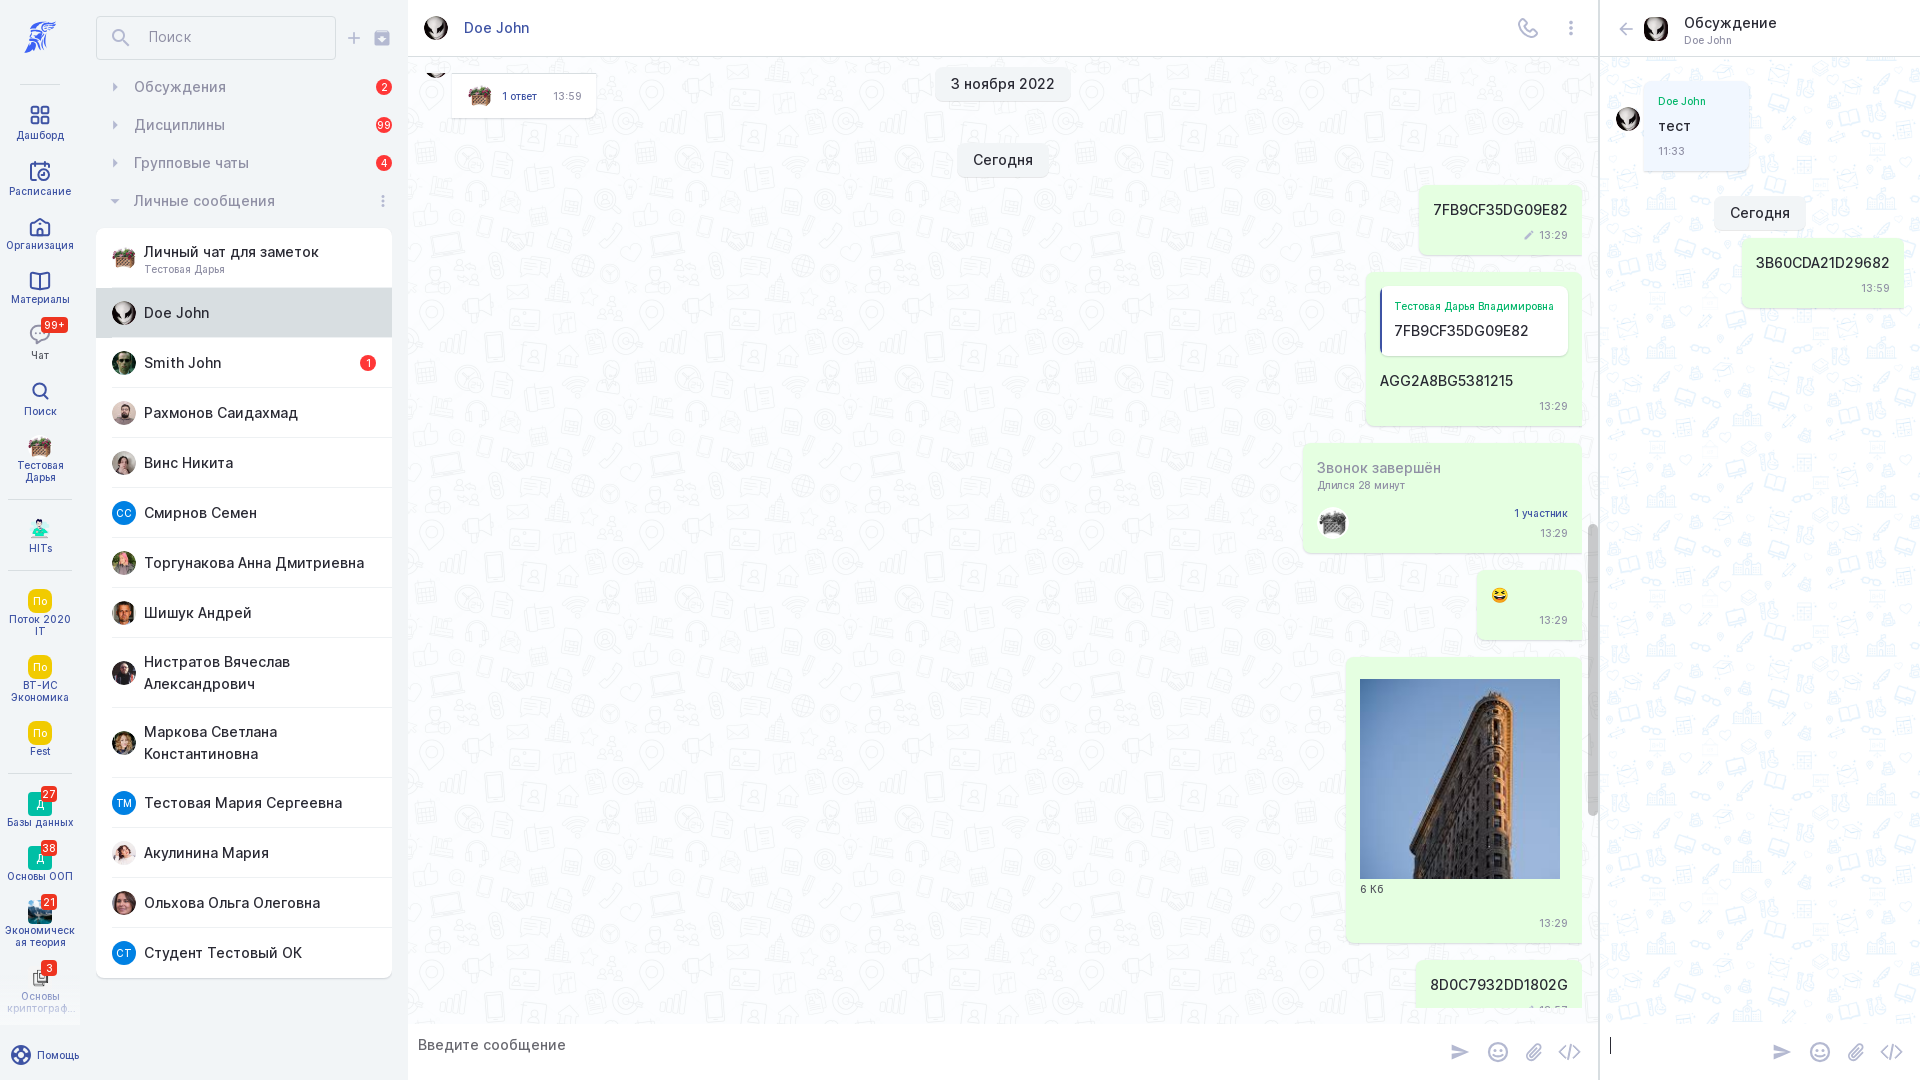 Дашборд
Расписание
Организация
Материалы
99+
Чат
Поиск
Тестовая
Дарья
HITs
По
Поток 2020
IT
По
ВТ-ИС
Экономика
По
Fest
27
Д
Базы данных
38
Д
Основы ООП
21
Экономическ
ая теория
3
Основы
криптограф...
Помощь
Поиск
Обсуждения
2
Дисциплины
99
Групповые чаты
4
Личные сообщения
Личный чат для заметок
Тестовая Дарья
Doe John
Smith John
1
Рахмонов Саидахмад
Винс Никита
СС
Смирнов Семен
Торгунакова Анна Дмитриевна
Шишук Андрей
Нистратов Вячеслав
Александрович
Маркова Светлана
Константиновна
ТМ
Тестовая Мария Сергеевна
Акулинина Мария
Ольхова Ольга Олеговна
СТ
Студент Тестовый ОК
Doe John
3 ноября 2022
1 ответ
13:59
Сегодня
7FB9CF35DG09E82
13:29
Тестовая Дарья Владимировна
7FB9CF35DG09E82
AGG2A8BG5381215
13:29
Звонок завершён
Длился 28 минут
1 участник
13:29
13:29
6 Кб
13:29
8D0C7932DD1802G
Введите сообщение
Обсуждение
Doe John
Doe John
тест
11:33
Сегодня
3B60CDA21D29682
13:59